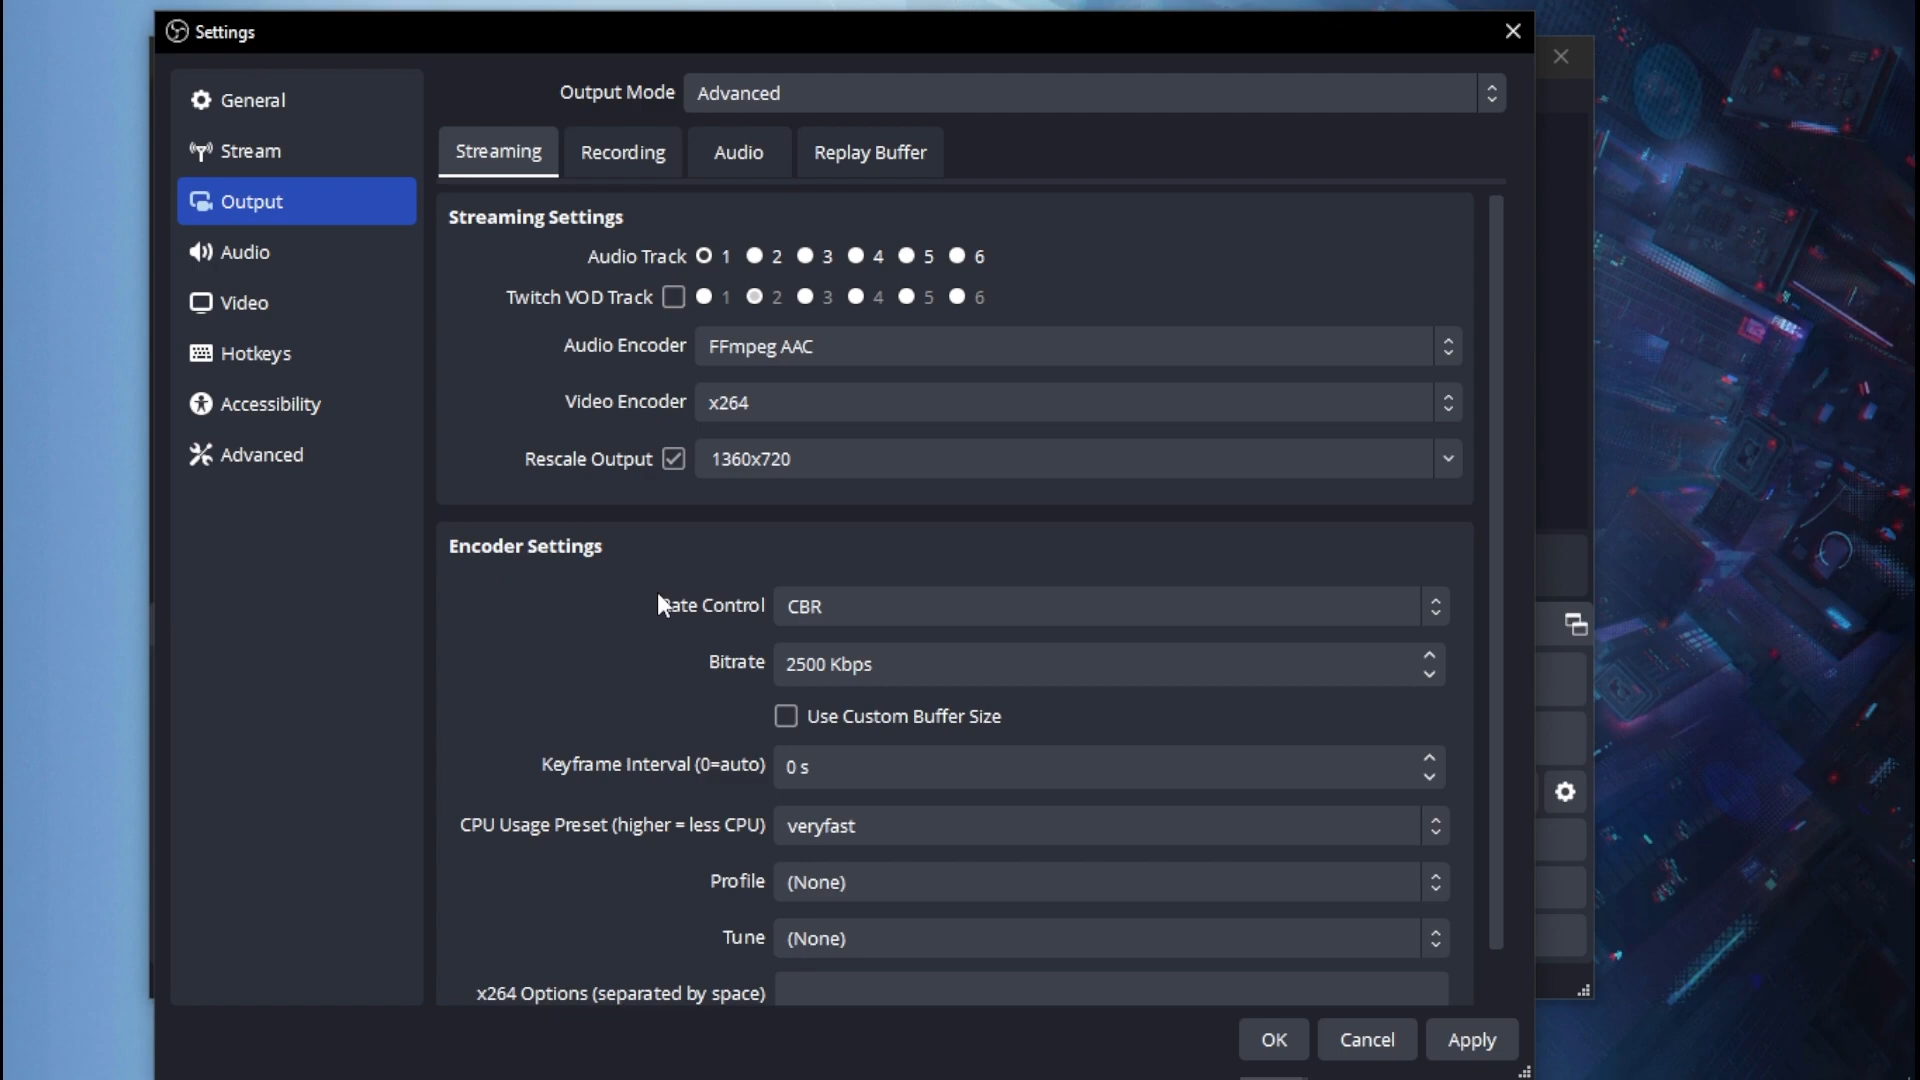 Settings
General
Stream
Output
Audio
Video
Hotkeys
Accessibility
Advanced
Output Mode Advanced
Streaming Recording Audio Replay Buffer
Streaming Settings
Audio Track 1 2 3 4 5 6
Twitch VOD Track 1 2 3 4 5 6
Audio Encoder FFmpeg AAC
Video Encoder x264
Rescale Output 1360x720
Encoder Settings
Rate Control CBR
Bitrate 2500 Kbps
Use Custom Buffer Size
Keyframe Interval (0=auto) 0 s
CPU Usage Preset (higher = less CPU) veryfast
Profile (None)
Tune (None)
x264 Options (separated by space)
OK Cancel Apply